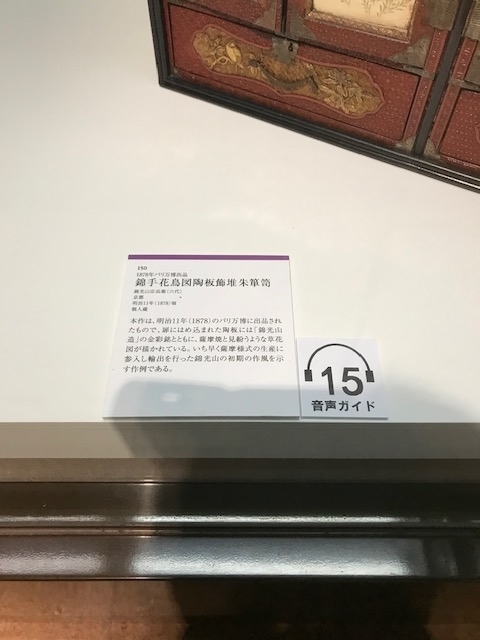 150
1878年パリ万博出品
錦手花鳥図陶板飾堆朱箪笥
錦光山宗兵衛(六代)
京都
明治11年(1878)頃
個人蔵
本作は、明治11年(1878)のパリ万博に出品され
たもので、扉にはめ込まれた陶板には「錦光山
造」の金彩銘とともに、薩摩焼と見紛うような草花
図が描かれている。いち早く薩摩様式の生産に
参入し輸出を行った錦光山の初期の作風を示
す作例である。
15
音声ガイド